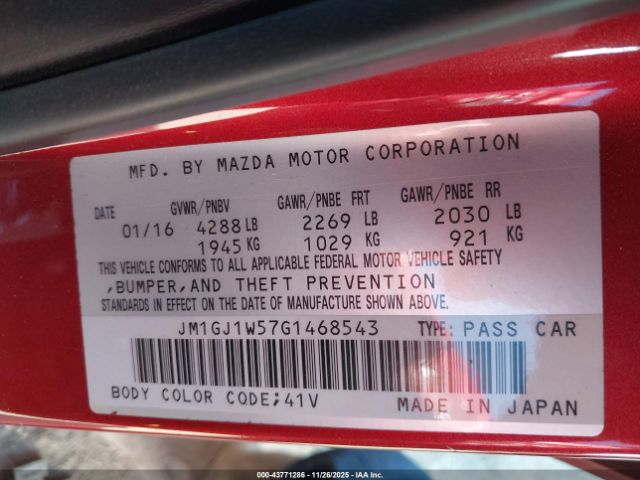 MFD. BY MAZDA MOTOR CORPORATION
DATE GVWR/PNBV GAWR/PNBE FRT GAWR/PNBE RR
01/16 4288 LB 2269 LB 2030 LB
1945 KG 1029 KG 921 KG
THIS VEHICLE CONFORMS TO ALL APPLICABLE FEDERAL MOTOR VEHICLE SAFETY
,BUMPER,AND THEFT PREVENTION
STANDARDS IN EFFECT ON THE DATE OF MANUFACTURE SHOWN ABOVE.
JM1GJ1W57G1468543 TYPE: PASS CAR
BODY COLOR CODE;41V MADE IN JAPAN
000-43771286 | 11/26/2025 - IAAI.com